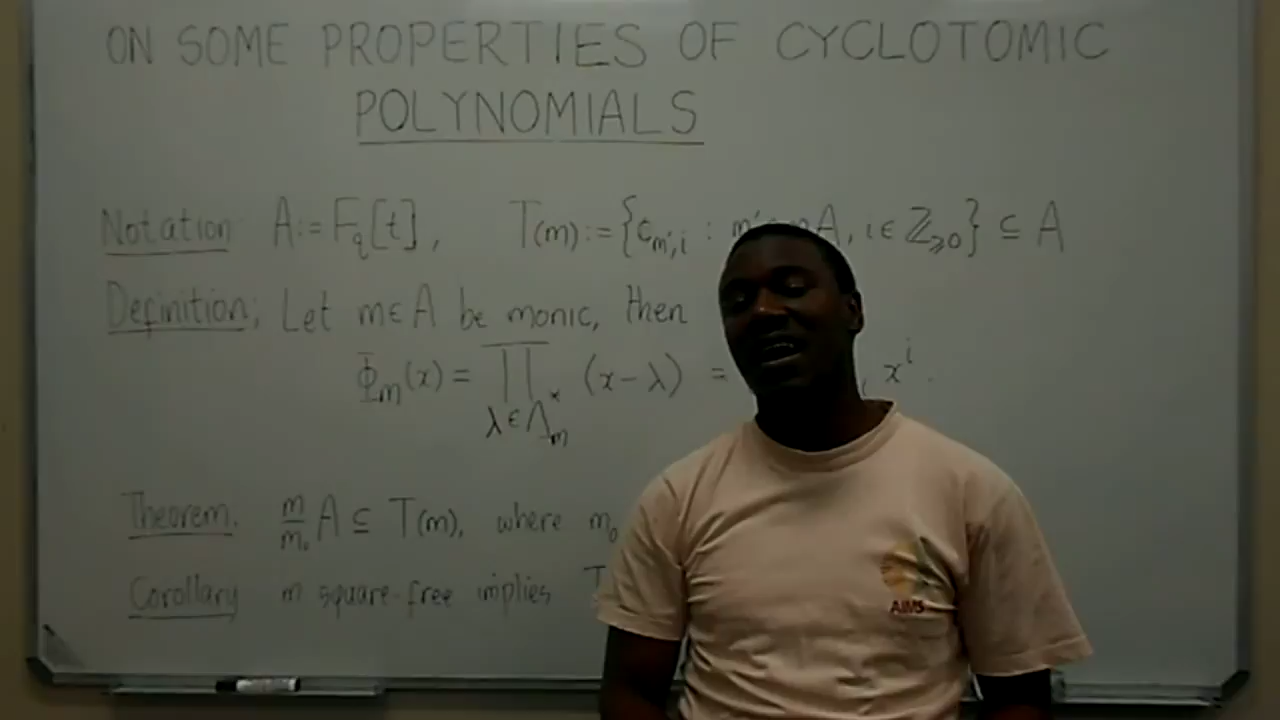 ON SOME PROPERTIES OF CYCLOTOMIC
POLYNOMIALS
Notation A := F_q[t], T(m) := {c_{m',i} : m' A, i ∈ ℤ_{≥0}} ⊆ A
Definition; Let m ∈ A be monic, then
Φ_m(x) = ∏_{λ ∈ Λ*_m} (x - λ) = x^i.
Theorem. m/m_0 A ⊆ T(m), where m_0
Corollary m square-free implies T
AIMS